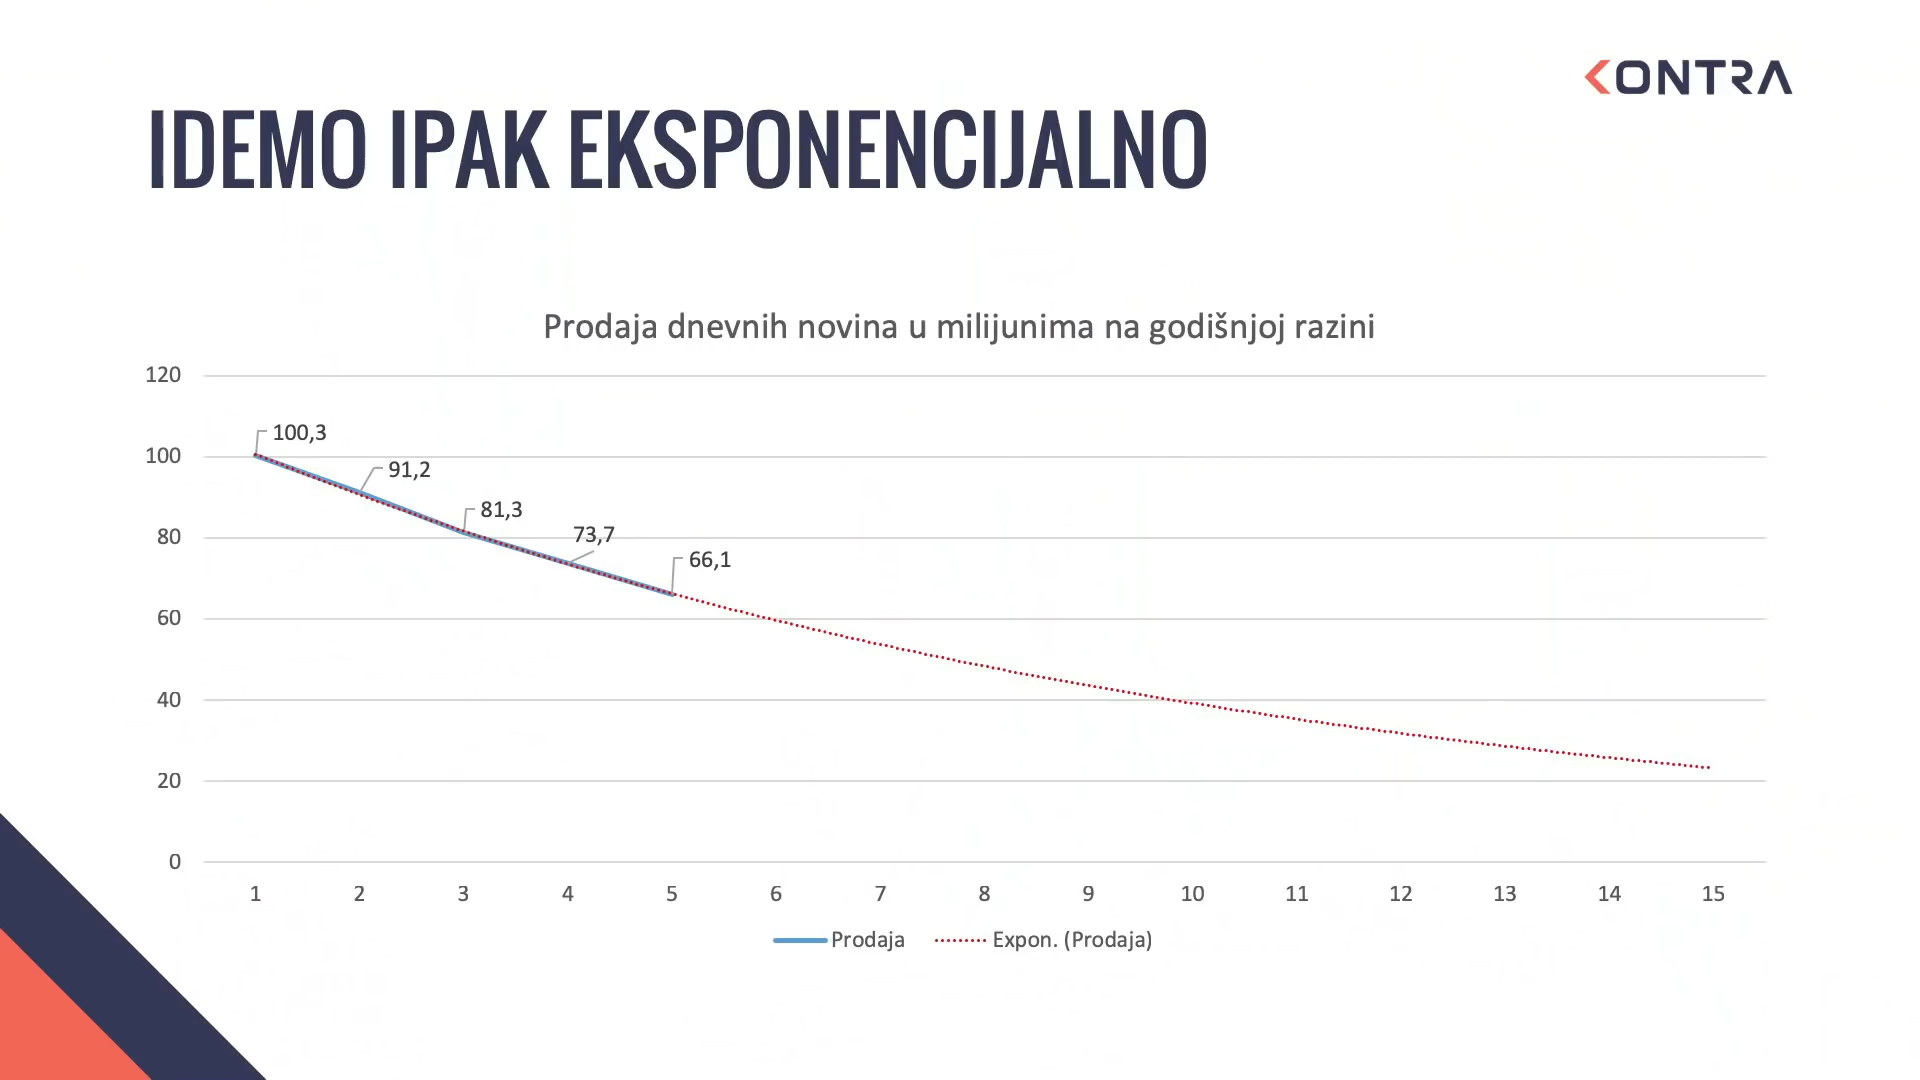 KONTRA
IDEMO IPAK EKSPONENCIJALNO
Prodaja dnevnih novina u milijunima na godišnjoj razini
120
100
80
60
40
20
0
100,3
91,2
81,3
73,7
66,1
1 2 3 4 5 6 7 8 9 10 11 12 13 14 15
Prodaja Expon. (Prodaja)